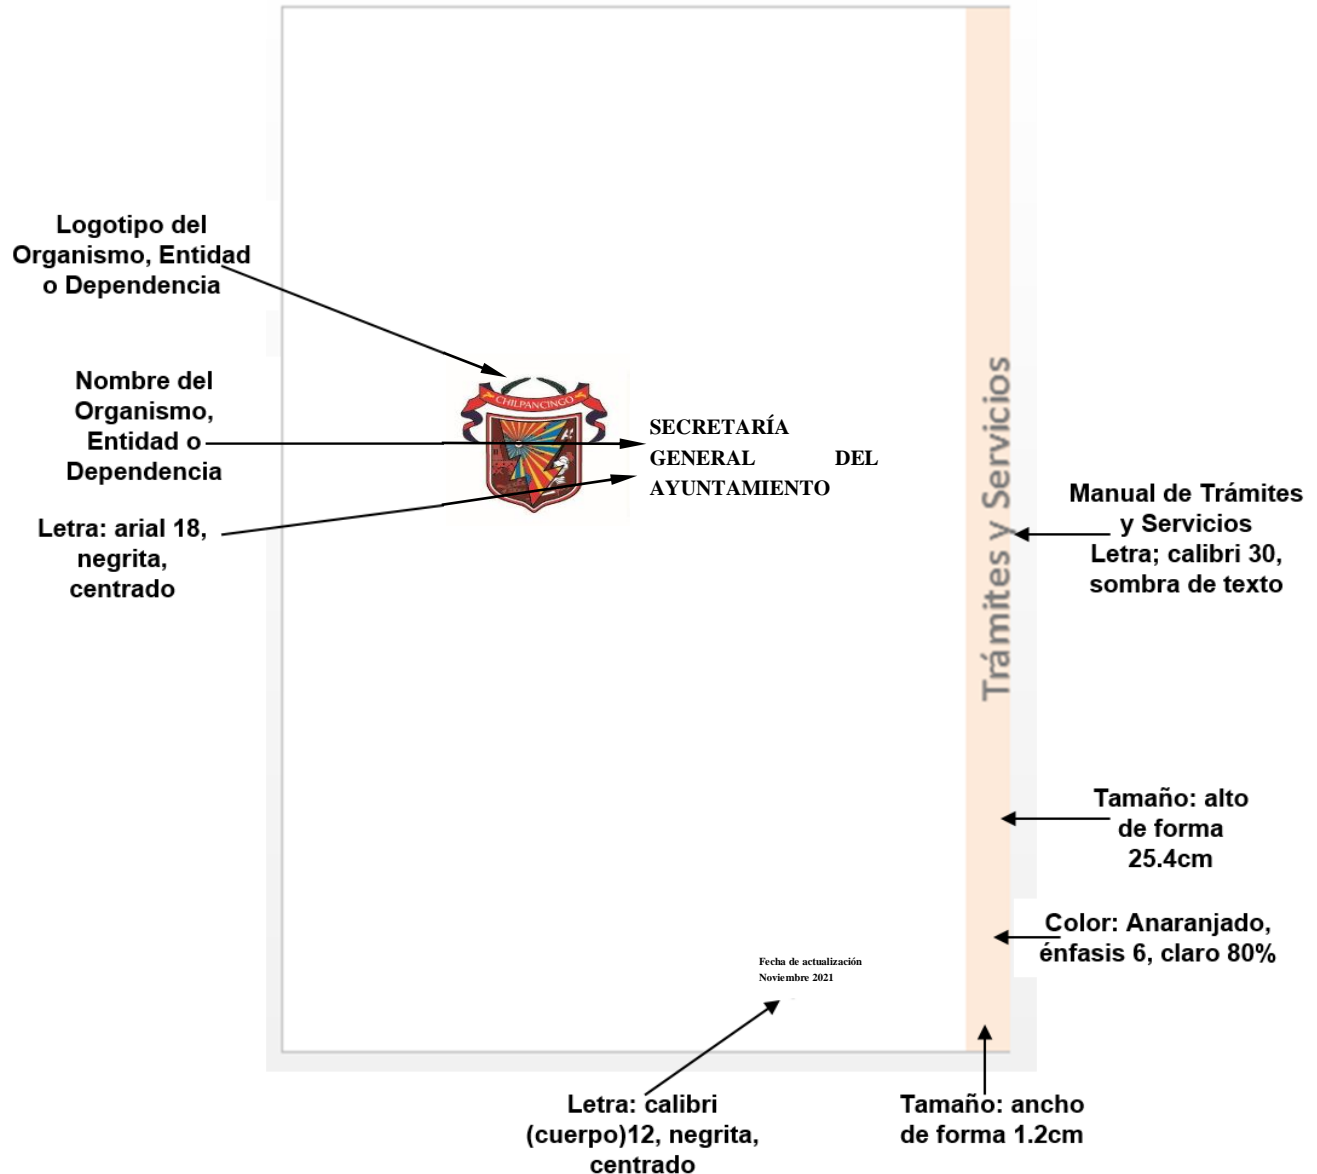 Logotipo del
Organismo, Entidad
o Dependencia
Nombre del
Organismo,
Entidad o
Dependencia
Letra: arial 18,
negrita,
centrado
CHILPANCINGO
SECRETARÍA
GENERAL DEL
AYUNTAMIENTO
Trámites y Servicios
Manual de Trámites
y Servicios
Letra; calibri 30,
sombra de texto
Tamaño: alto
de forma
25.4cm
Color: Anaranjado,
énfasis 6, claro 80%
Fecha de actualización
Noviembre 2021
Letra: calibri
(cuerpo)12, negrita,
centrado
Tamaño: ancho
de forma 1.2cm